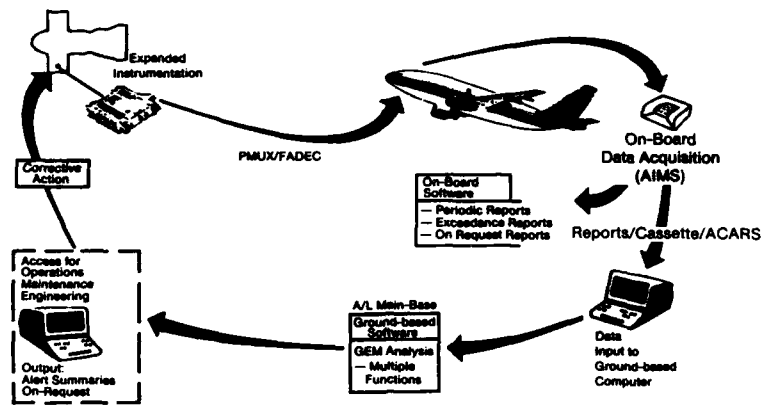 Expanded
Instrumentation
PMUX/FADEC
On-Board
Data Acquisition
(AIMS)
On-Board
Software
— Periodic Reports
— Exceedance Reports
— On Request Reports
Reports/Cassette/ACARS
Corrective
Action
Access for
Operations
Maintenance
Engineering
Output:
Alert Summaries
On-Request
A/L Main-Base
Ground-based
Software
GEM Analysis
— Multiple
Functions
Data
Input to
Ground-based
Computer